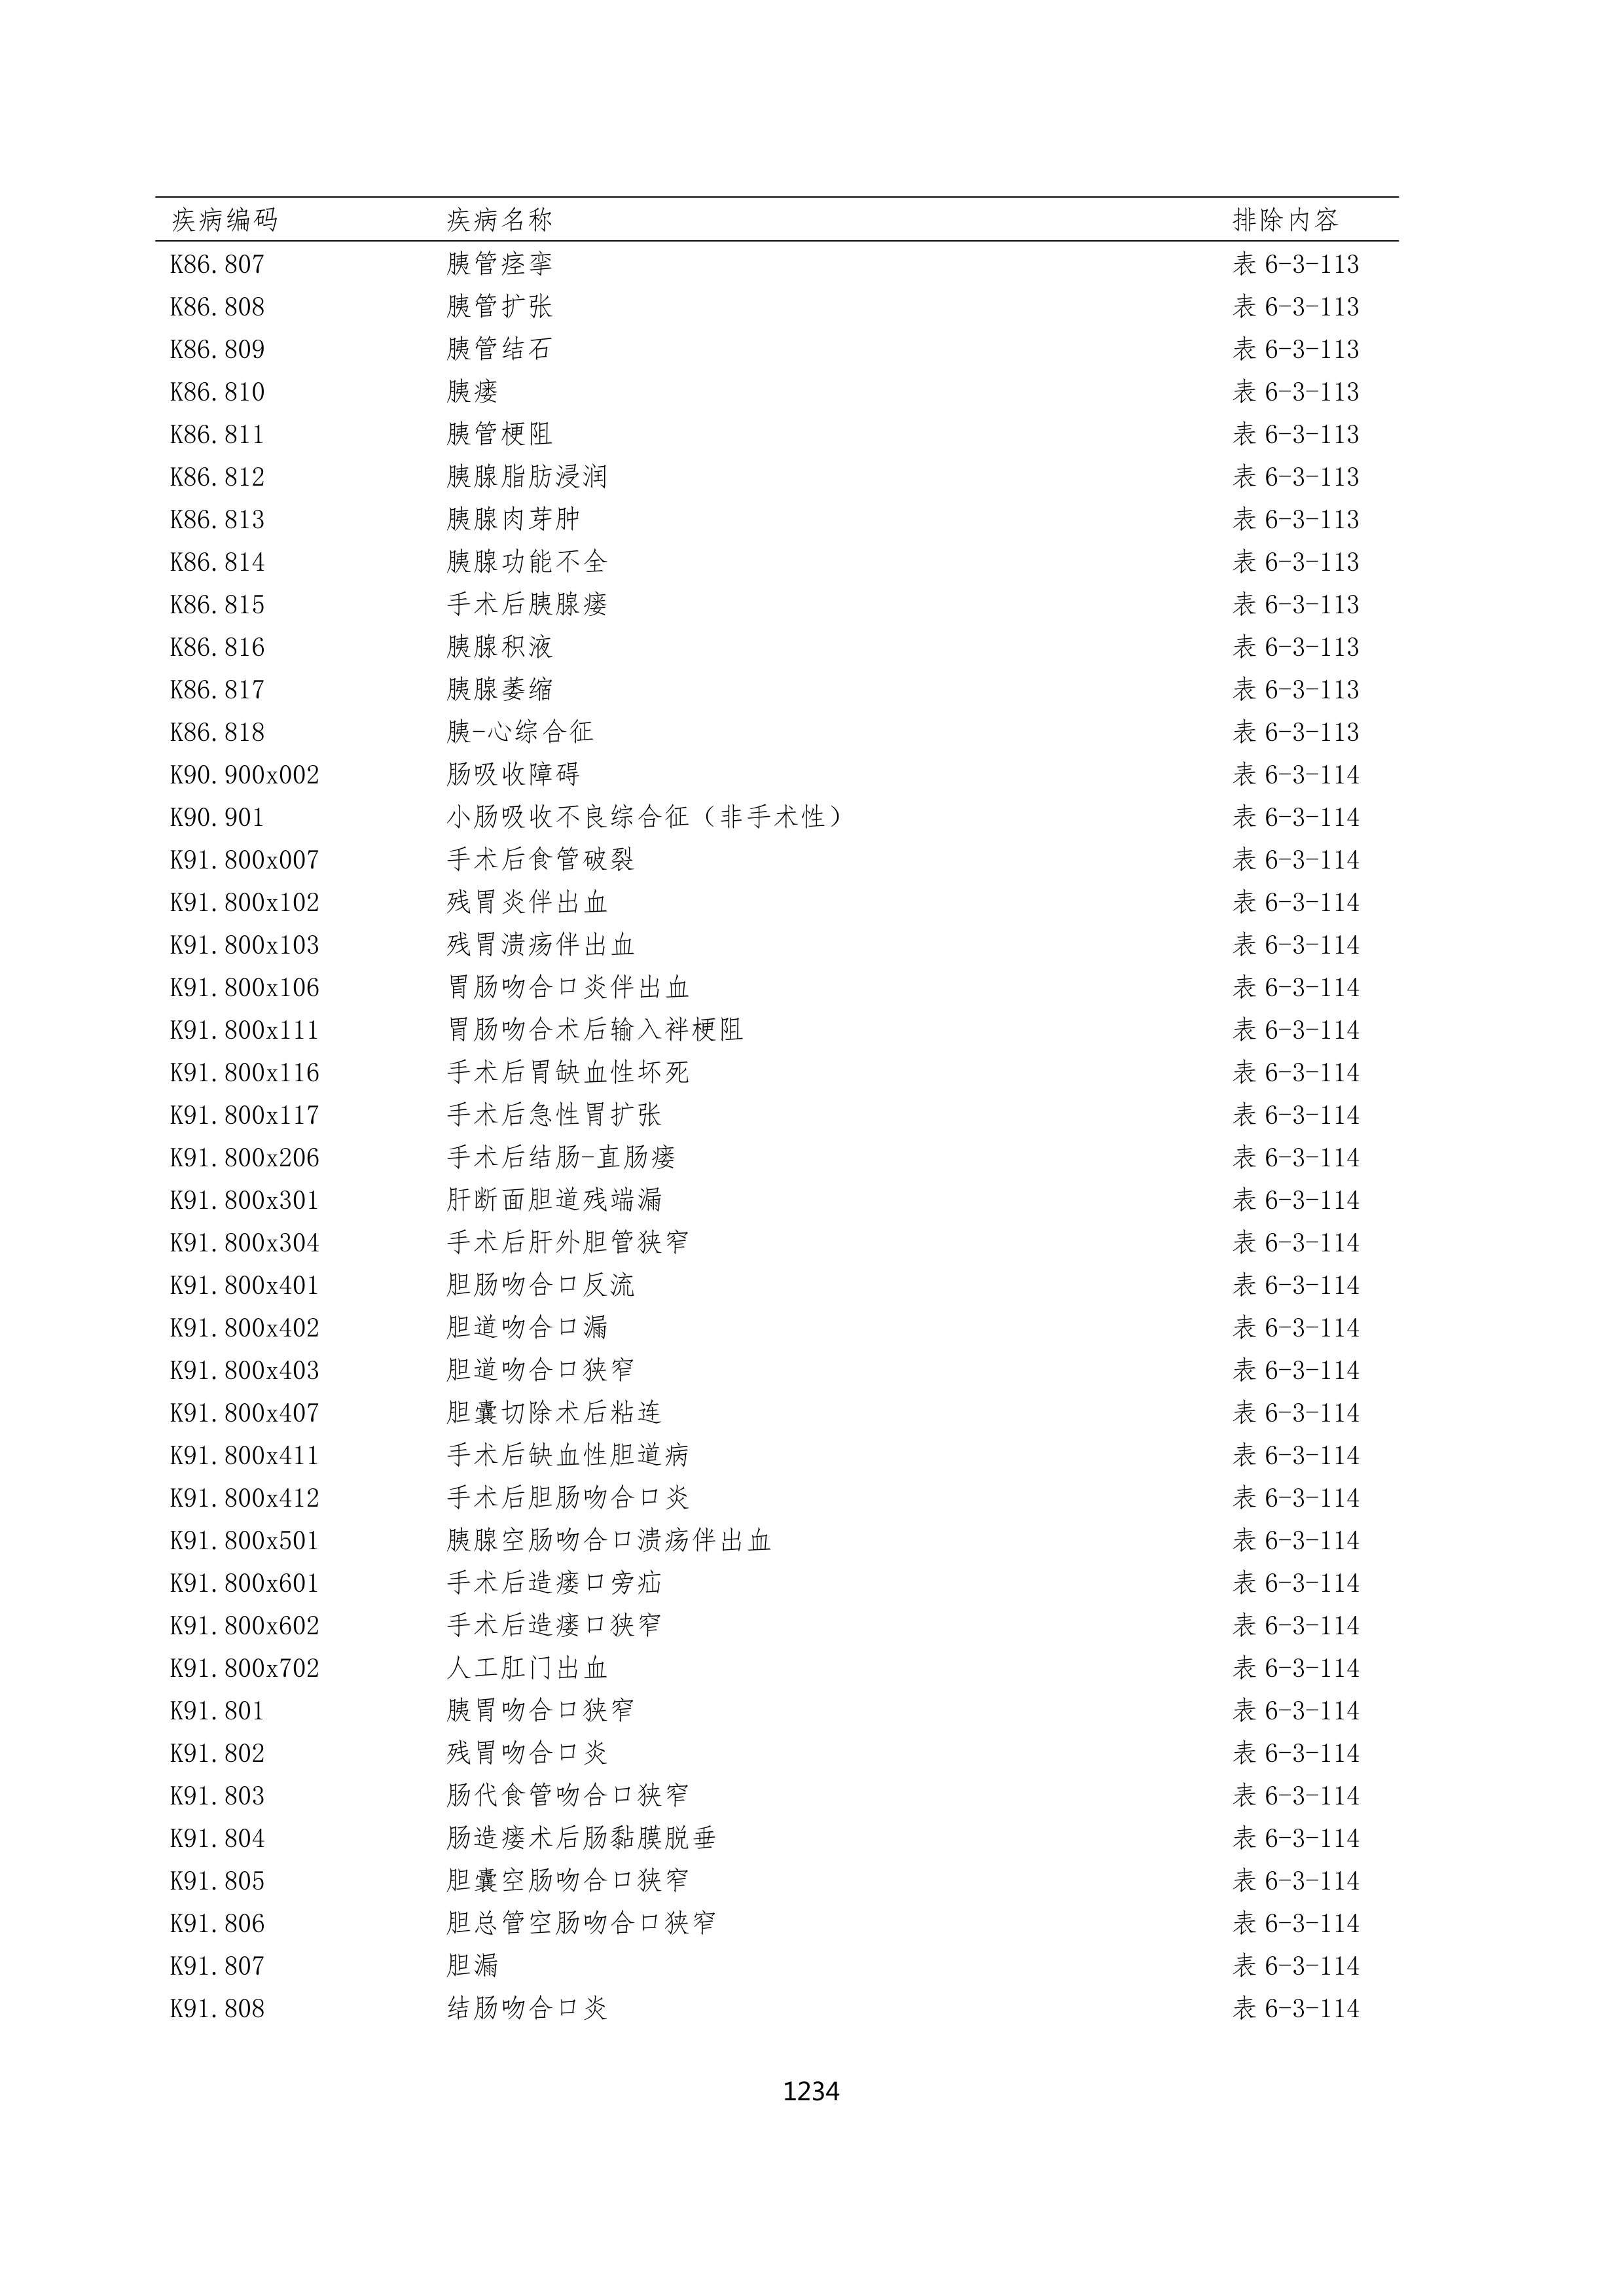 疾病编码 疾病名称 排除内容
K86.807 胰管痉挛 表 6-3-113
K86.808 胰管扩张 表 6-3-113
K86.809 胰管结石 表 6-3-113
K86.810 胰瘘 表 6-3-113
K86.811 胰管梗阻 表 6-3-113
K86.812 胰腺脂肪浸润 表 6-3-113
K86.813 胰腺肉芽肿 表 6-3-113
K86.814 胰腺功能不全 表 6-3-113
K86.815 手术后胰腺瘘 表 6-3-113
K86.816 胰腺积液 表 6-3-113
K86.817 胰腺萎缩 表 6-3-113
K86.818 胰-心综合征 表 6-3-113
K90.900x002 肠吸收障碍 表 6-3-114
K90.901 小肠吸收不良综合征（非手术性） 表 6-3-114
K91.800x007 手术后食管破裂 表 6-3-114
K91.800x102 残胃炎伴出血 表 6-3-114
K91.800x103 残胃溃疡伴出血 表 6-3-114
K91.800x106 胃肠吻合口炎伴出血 表 6-3-114
K91.800x111 胃肠吻合术后输入袢梗阻 表 6-3-114
K91.800x116 手术后胃缺血性坏死 表 6-3-114
K91.800x117 手术后急性胃扩张 表 6-3-114
K91.800x206 手术后结肠-直肠瘘 表 6-3-114
K91.800x301 肝断面胆道残端漏 表 6-3-114
K91.800x304 手术后肝外胆管狭窄 表 6-3-114
K91.800x401 胆肠吻合口反流 表 6-3-114
K91.800x402 胆道吻合口漏 表 6-3-114
K91.800x403 胆道吻合口狭窄 表 6-3-114
K91.800x407 胆囊切除术后粘连 表 6-3-114
K91.800x411 手术后缺血性胆道病 表 6-3-114
K91.800x412 手术后胆肠吻合口炎 表 6-3-114
K91.800x501 胰腺空肠吻合口溃疡伴出血 表 6-3-114
K91.800x601 手术后造瘘口旁疝 表 6-3-114
K91.800x602 手术后造瘘口狭窄 表 6-3-114
K91.800x702 人工肛门出血 表 6-3-114
K91.801 胰胃吻合口狭窄 表 6-3-114
K91.802 残胃吻合口炎 表 6-3-114
K91.803 肠代食管吻合口狭窄 表 6-3-114
K91.804 肠造瘘术后肠黏膜脱垂 表 6-3-114
K91.805 胆囊空肠吻合口狭窄 表 6-3-114
K91.806 胆总管空肠吻合口狭窄 表 6-3-114
K91.807 胆漏 表 6-3-114
K91.808 结肠吻合口炎 表 6-3-114
1234